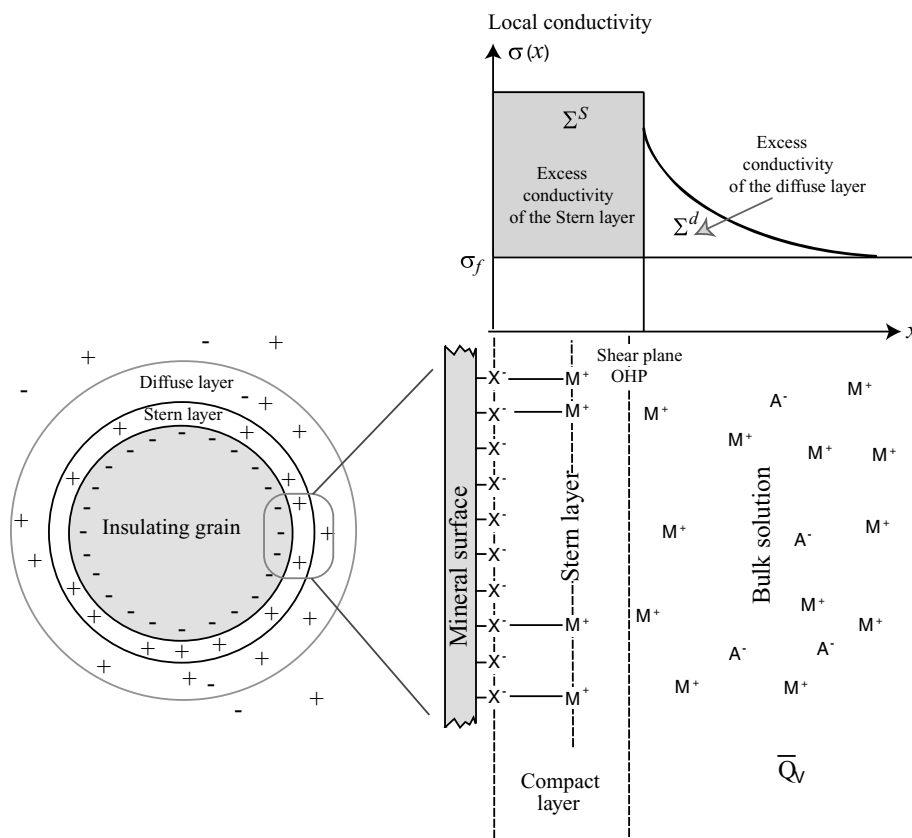 Local conductivity
σ (x)
Σ^S
Excess
conductivity
of the Stern layer
Excess
conductivity
of the diffuse layer
Σ^d
σ_f
x
Shear plane
OHP
Diffuse layer
Stern layer
Insulating grain
Mineral surface
Stern layer
Bulk solution
X⁻ M⁺
X⁻ M⁺
X⁻
X⁻
X⁻
X⁻
X⁻
X⁻ M⁺
X⁻
X⁻ M⁺
M⁺
A⁻
M⁺
M⁺
M⁺
M⁺
M⁺
M⁺
A⁻
M⁺
M⁺
M⁺
A⁻
A⁻
M⁺
M⁺
Compact
layer
Q̅_V